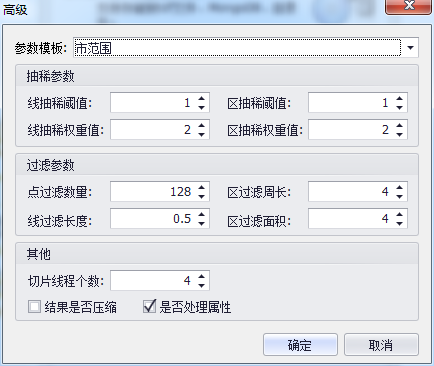 高级
参数模板: 市范围
抽稀参数
线抽稀阈值: 1 区抽稀阈值: 1
线抽稀权重值: 2 区抽稀权重值: 2
过滤参数
点过滤数量: 128 区过滤周长: 4
线过滤长度: 0.5 区过滤面积: 4
其他
切片线程个数: 4
结果是否压缩 是否处理属性
确定 取消